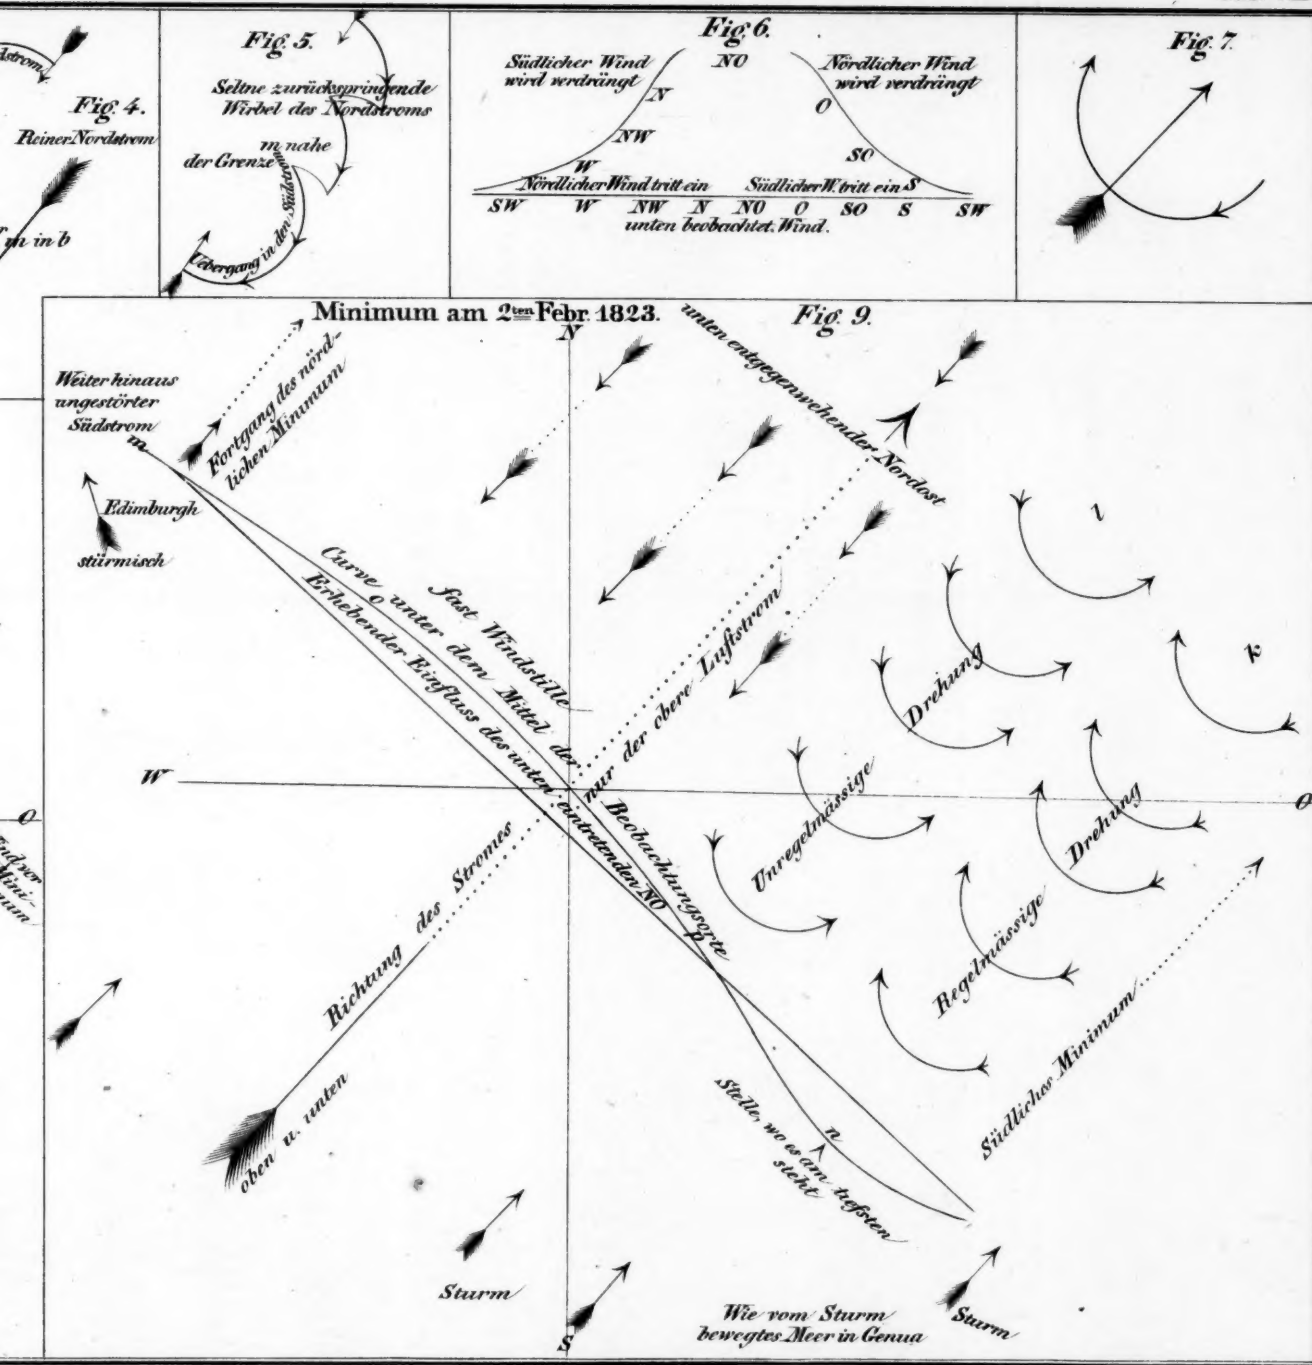 Fig. 4.
Reiner Nordstrom
m in b
Fig. 5.
Seltne zurückspringende
Wirbel des Nordstroms
m nahe
der Grenze
Uebergang in den Südstrom
Fig. 6.
Südlicher Wind
wird verdrängt
NO
Nördlicher Wind
wird verdrängt
N
O
NW
SO
W
Nördlicher Wind tritt ein
Südlicher W. tritt ein S
SW W NW N NO O SO S SW
unten beobachtet. Wind.
Fig. 7.
Minimum am 2ten Febr. 1823.
Fig. 9.
N
unten entgegenwehender Nordost
Weiter hinaus
ungestörter
Südstrom
m
Fortgang des nörd-
lichen Minimum
Edimburgh
stürmisch
l
k
fast Windstille
Curve unter dem Mittel der Beobachtungsorte
o
Erhebender Einfluss des unten eintretenden NO
p
nur der obere Luftstrom
Unregelmässige Drehung
Regelmässige Drehung
W
O
O
Richtung des Stromes
oben u. unten
Südliches Minimum
n
Stelle, wo es am tiefsten
steht
Sturm
Wie vom Sturm
bewegtes Meer in Genua
Sturm
S